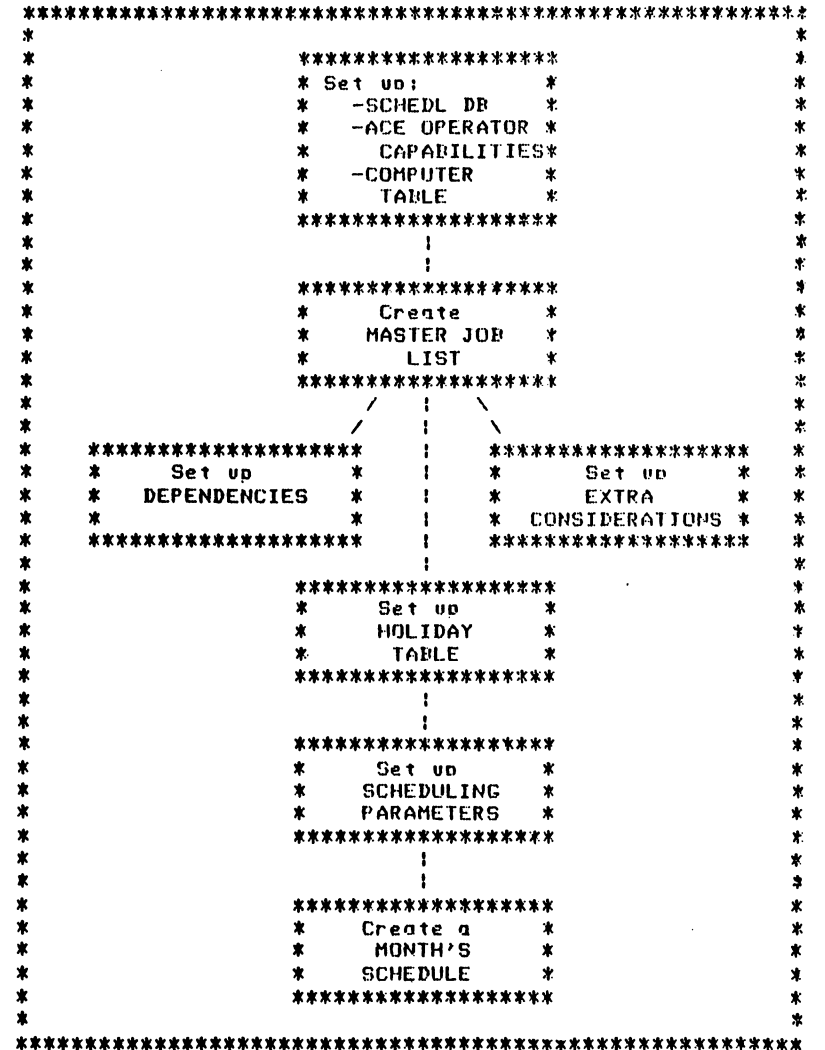 Set up:
-SCHEDL DB
-ACE OPERATOR
CAPABILITIES
-COMPUTER
TABLE
Create
MASTER JOB
LIST
Set up
DEPENDENCIES
Set up
EXTRA
CONSIDERATIONS
Set up
HOLIDAY
TABLE
Set up
SCHEDULING
PARAMETERS
Create a
MONTH'S
SCHEDULE